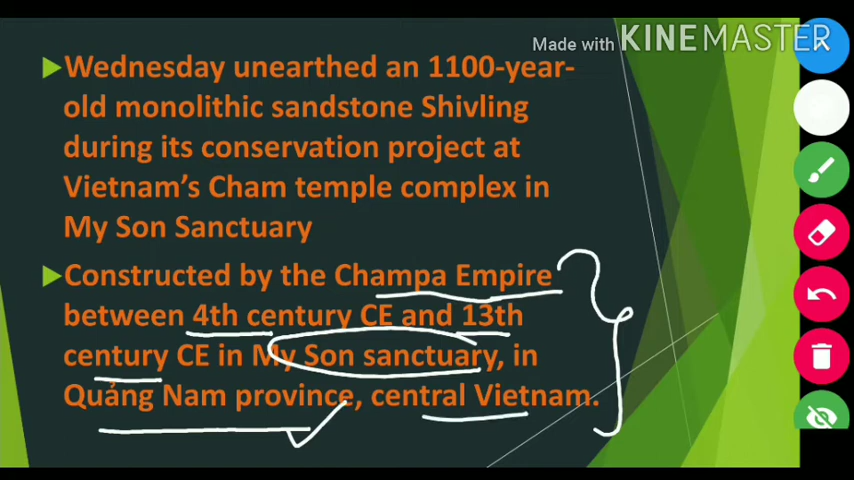 Made with KINEMASTER
Wednesday unearthed an 1100-year-
old monolithic sandstone Shivling
during its conservation project at
Vietnam's Cham temple complex in
My Son Sanctuary
Constructed by the Champa Empire
between 4th century CE and 13th
century CE in My Son sanctuary, in
Quảng Nam province, central Vietnam.